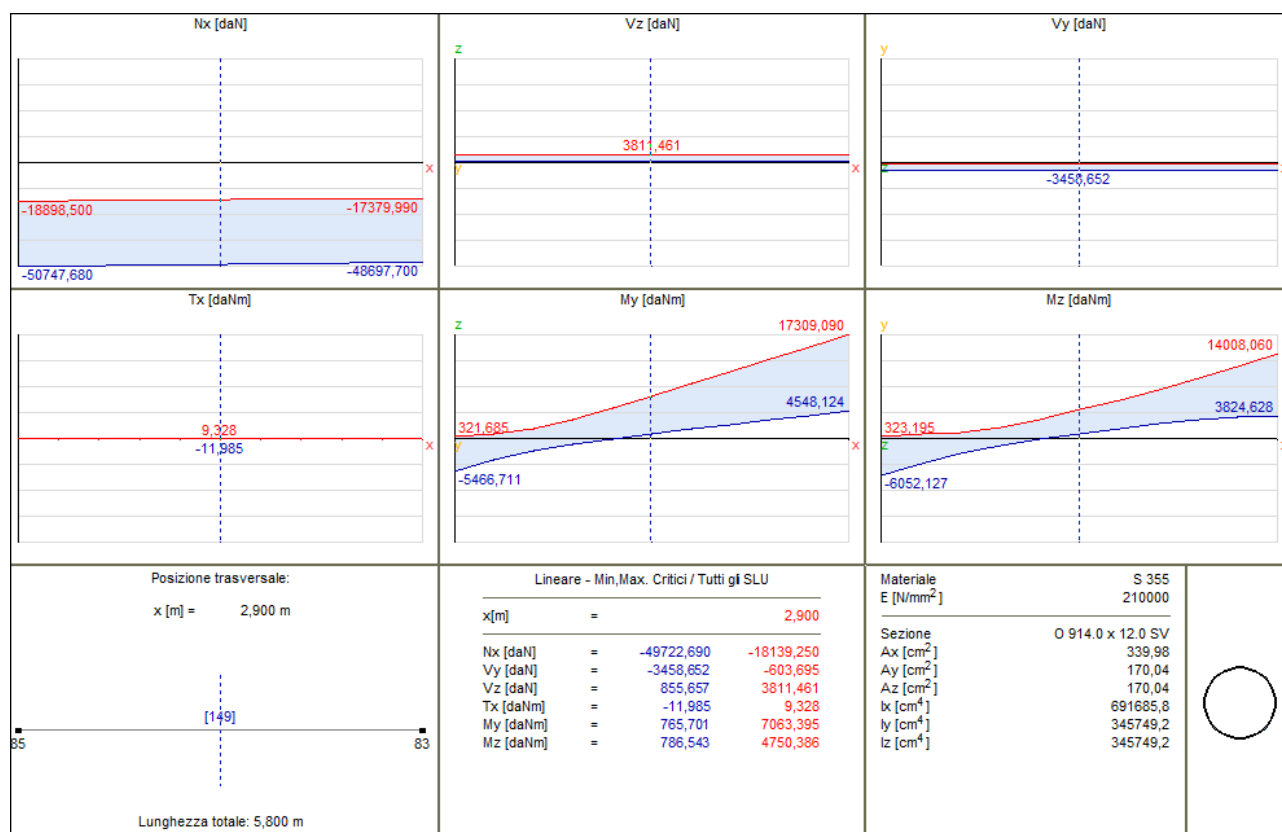 Nx [daN]
x
-18898,500
-17379,990
-50747,680
-48697,700
Vz [daN]
z
3811,461
y
x
Vy [daN]
y
z
-3458,652
Tx [daNm]
9,328
x
-11,985
My [daNm]
z
17309,090
4548,124
321,685
y
x
-5466,711
Mz [daNm]
y
14008,060
3824,628
323,195
z
-6052,127
Posizione trasversale:
x [m] = 2,900 m
[149]
85 83
Lunghezza totale: 5,800 m
Lineare - Min,Max. Critici / Tutti gli SLU
x[m] = 2,900
Nx [daN] = -49722,690 -18139,250
Vy [daN] = -3458,652 -603,695
Vz [daN] = 855,657 3811,461
Tx [daNm] = -11,985 9,328
My [daNm] = 765,701 7063,395
Mz [daNm] = 786,543 4750,386
Materiale S 355
E [N/mm²] 210000
Sezione O 914.0 x 12.0 SV
Ax [cm²] 339,98
Ay [cm²] 170,04
Az [cm²] 170,04
Ix [cm⁴] 691685,8
Iy [cm⁴] 345749,2
Iz [cm⁴] 345749,2